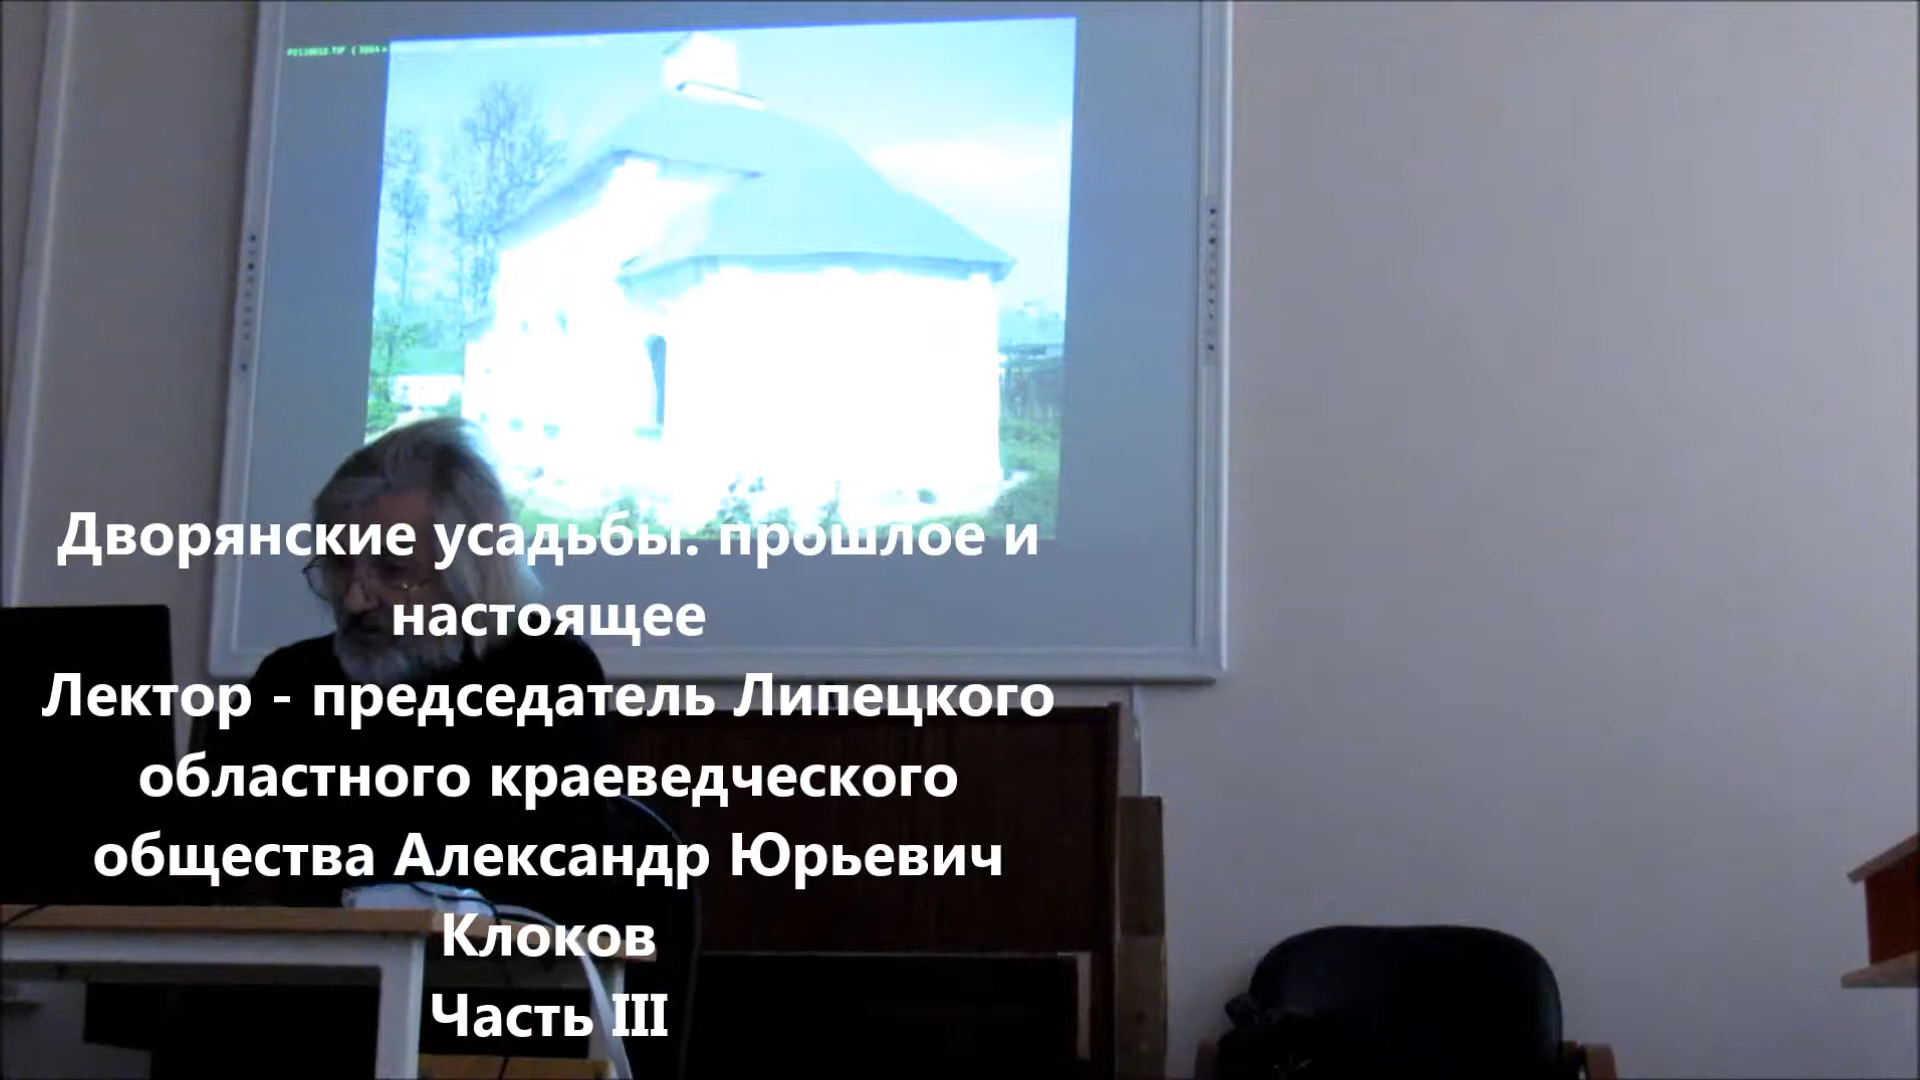 Дворянские усадьбы: прошлое и
настоящее
Лектор - председатель Липецкого
областного краеведческого
общества Александр Юрьевич
Клоков
Часть III